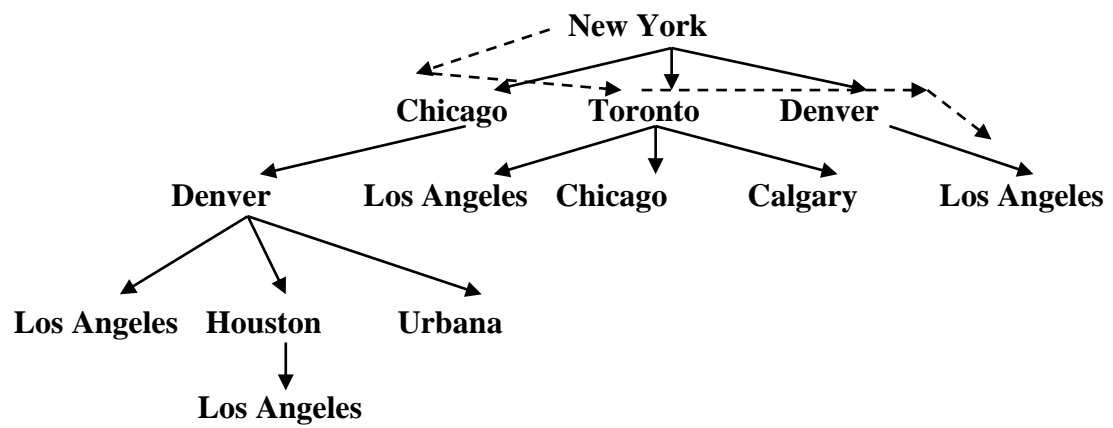 New York
Chicago Toronto Denver
Denver Los Angeles Chicago Calgary Los Angeles
Los Angeles Houston Urbana
Los Angeles